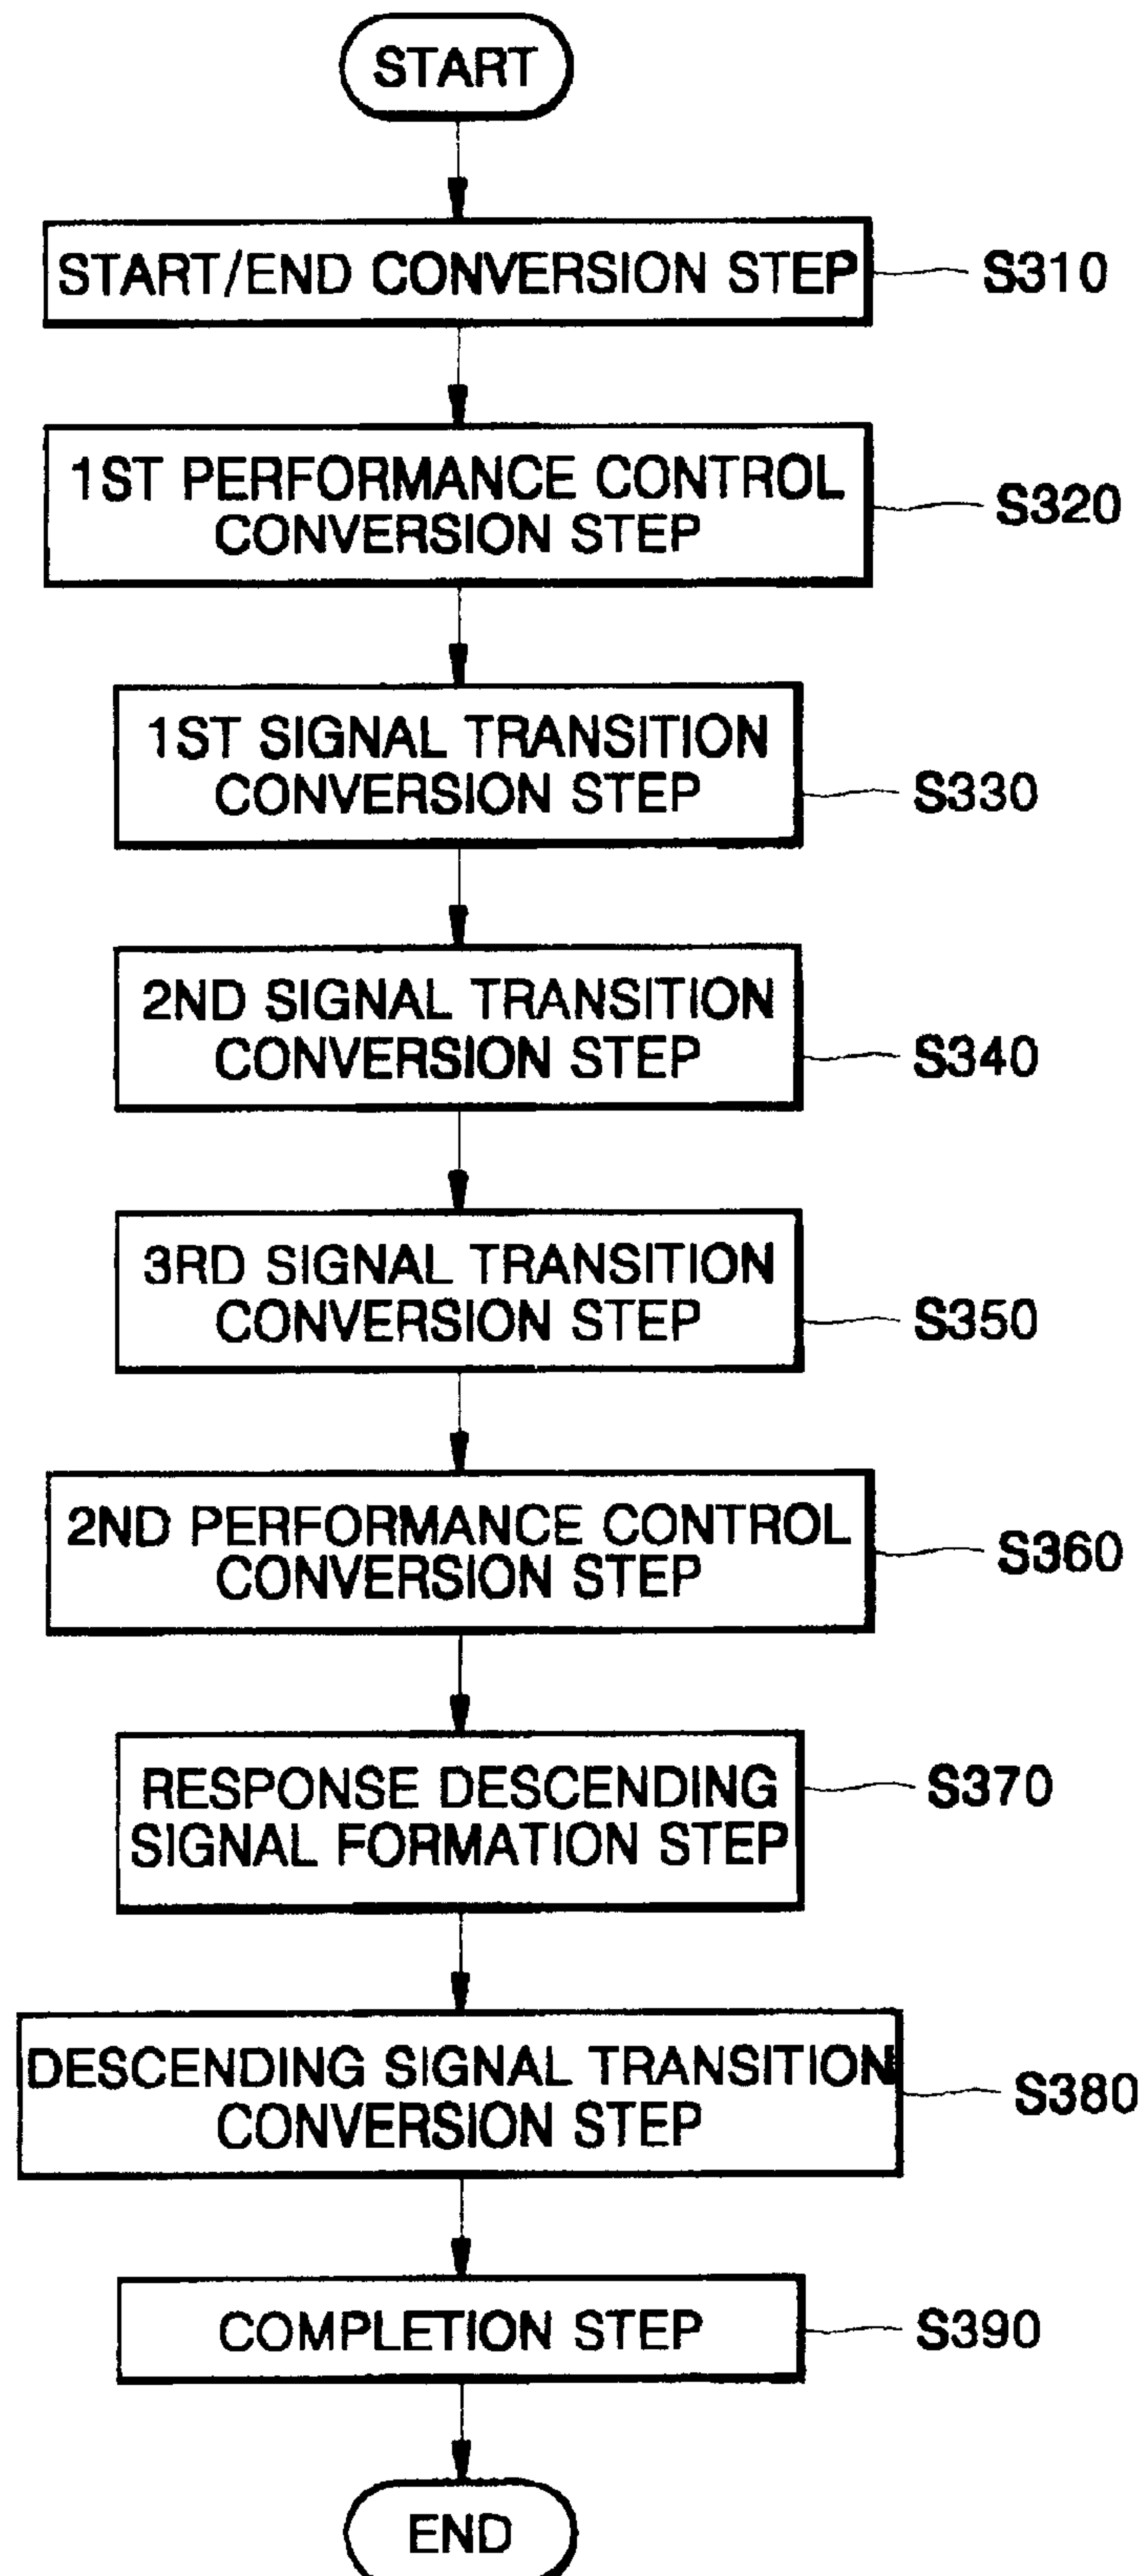 START
START/END CONVERSION STEP
S310
1ST PERFORMANCE CONTROL
CONVERSION STEP
S320
1ST SIGNAL TRANSITION
CONVERSION STEP
S330
2ND SIGNAL TRANSITION
CONVERSION STEP
S340
3RD SIGNAL TRANSITION
CONVERSION STEP
S350
2ND PERFORMANCE CONTROL
CONVERSION STEP
S360
RESPONSE DESCENDING
SIGNAL FORMATION STEP
S370
DESCENDING SIGNAL TRANSITION
CONVERSION STEP
S380
COMPLETION STEP
S390
END